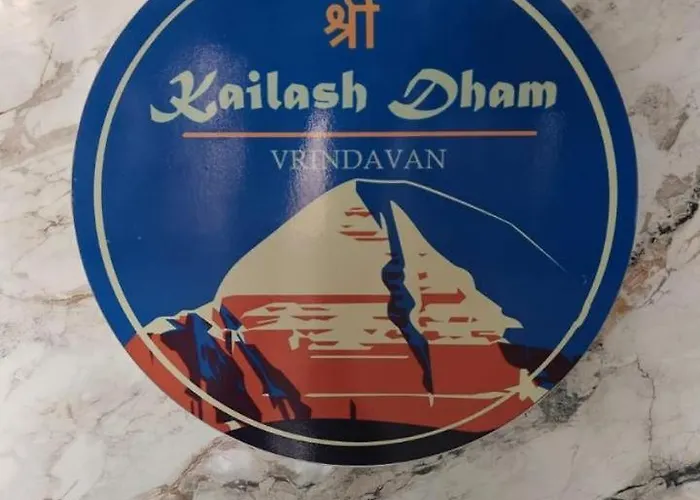 श्री
Kailash Dham
VRINDAVAN